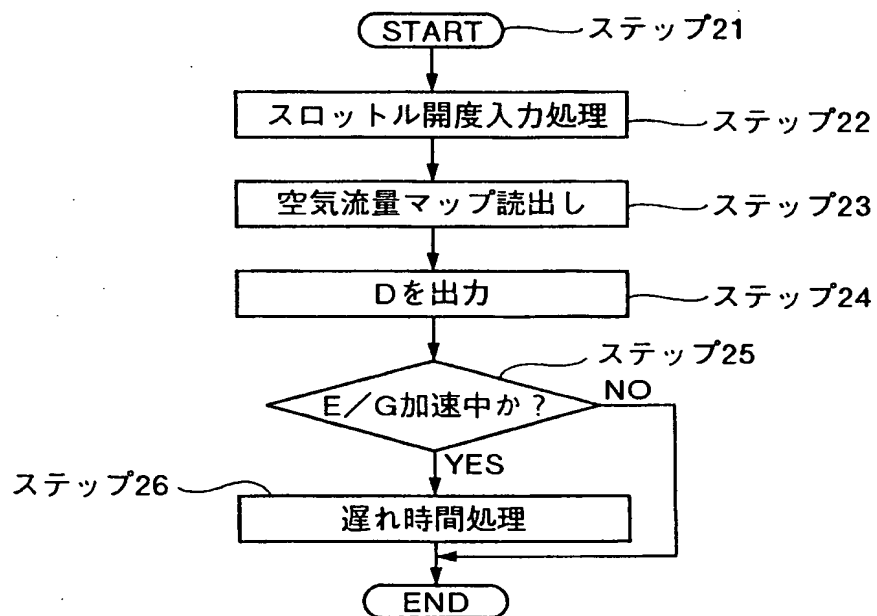 START
ステップ21
スロットル開度入力処理
ステップ22
空気流量マップ読出し
ステップ23
Dを出力
ステップ24
ステップ25
E／G加速中か？
NO
YES
ステップ26
遅れ時間処理
END